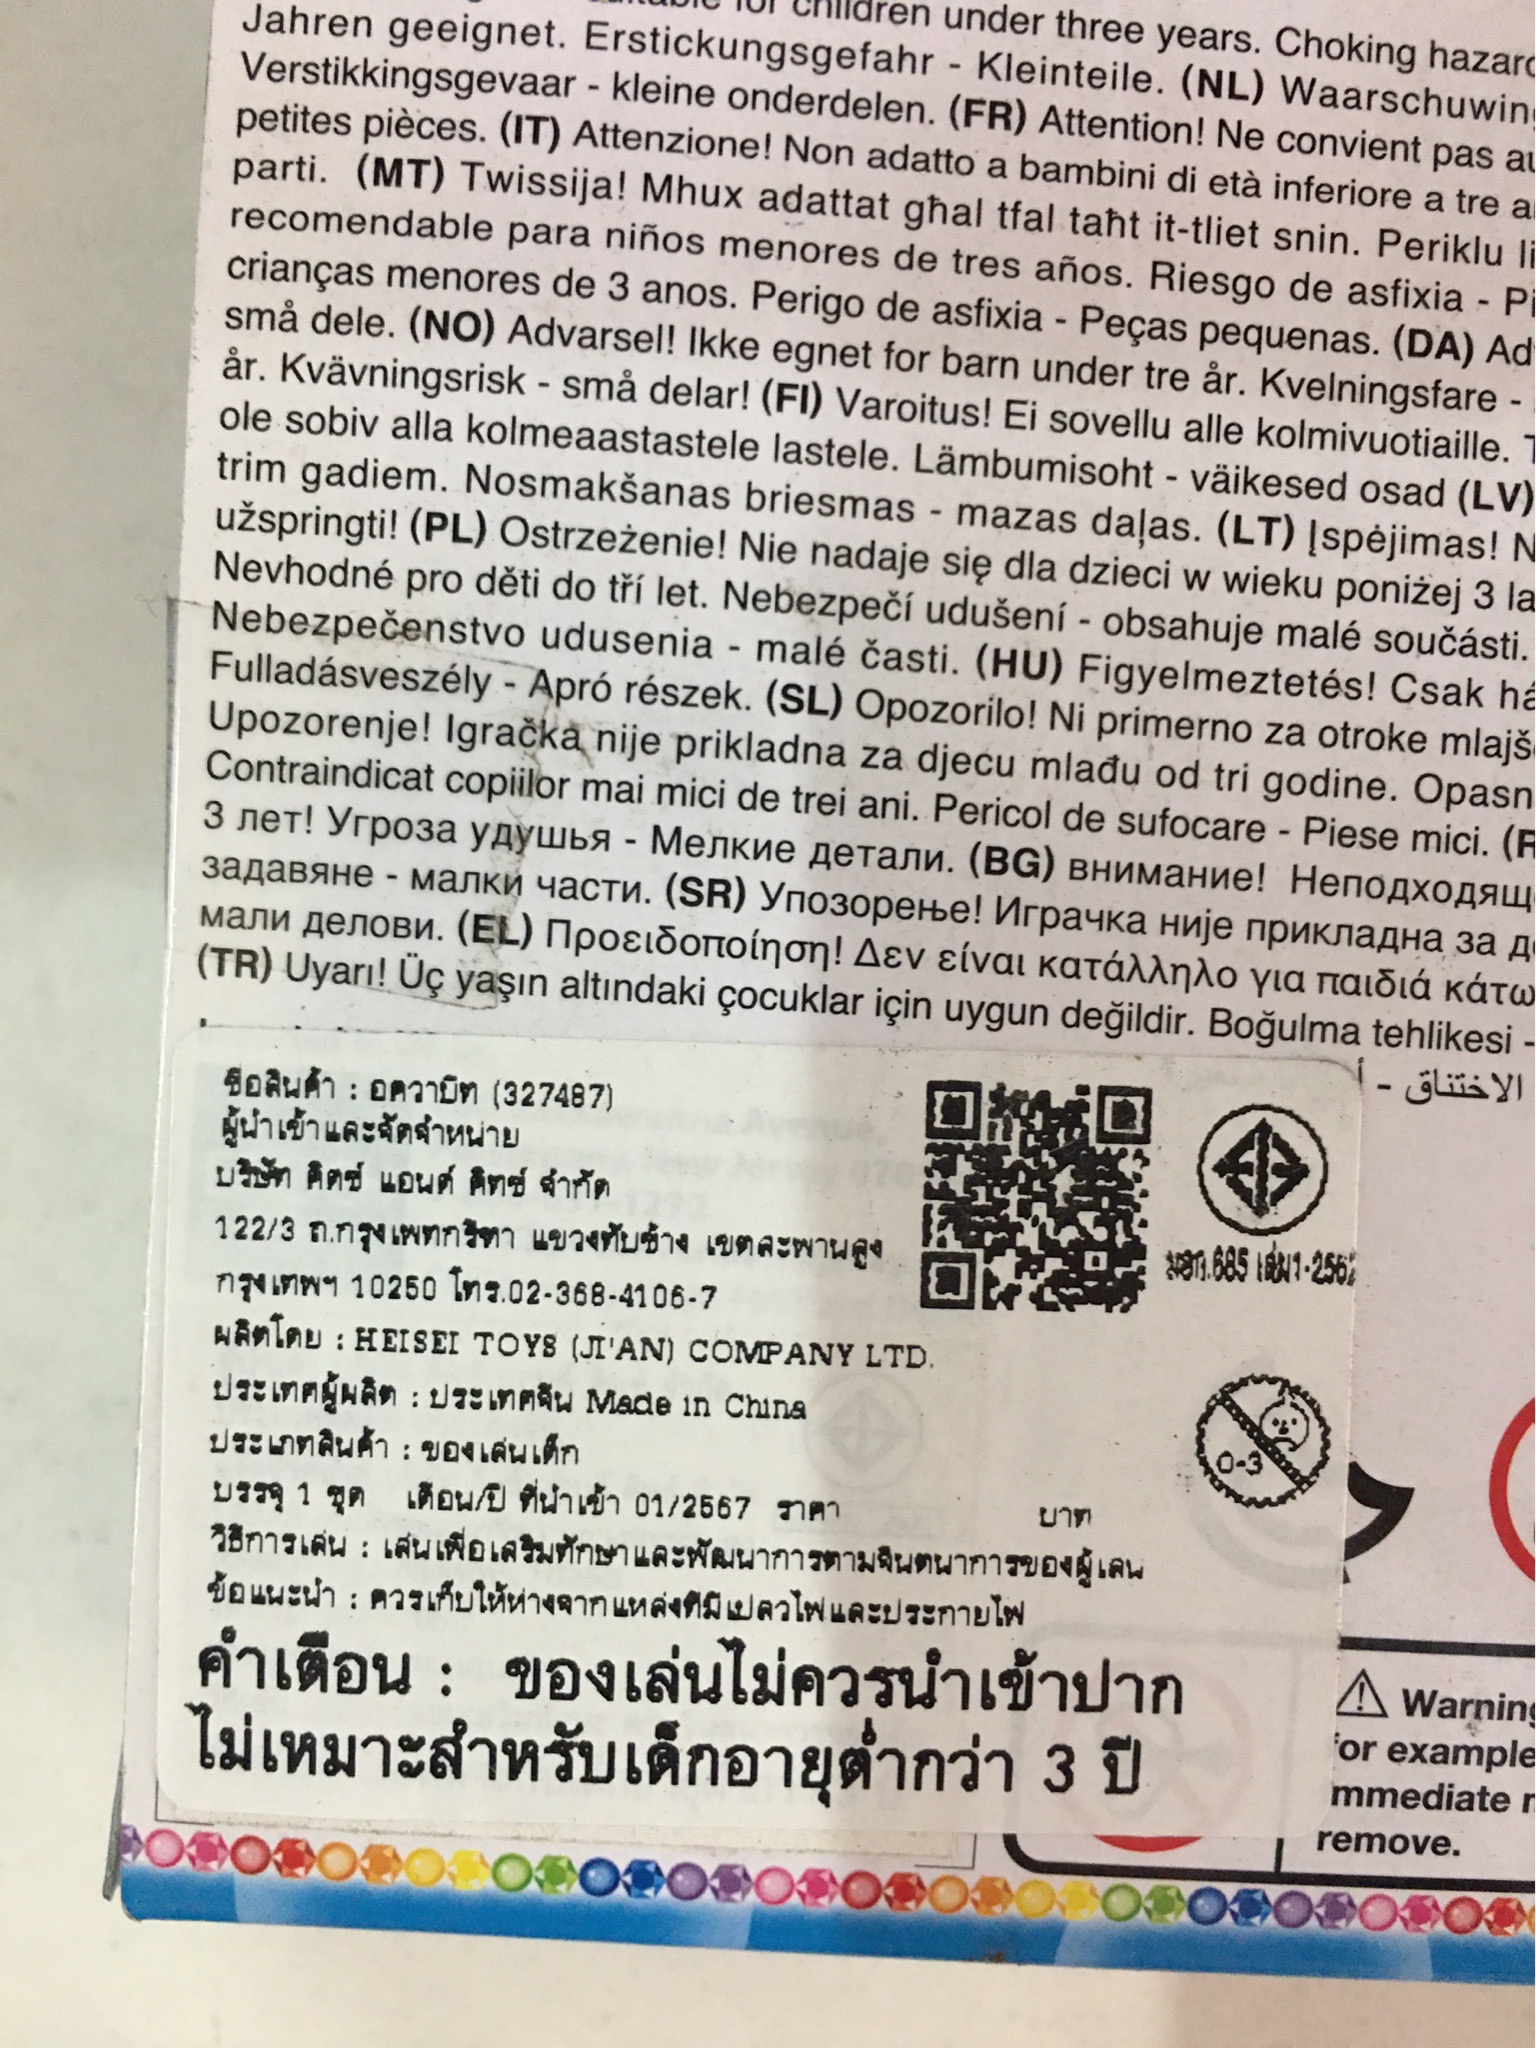 for children under three years. Choking hazard
Jahren geeignet. Erstickungsgefahr - Kleinteile. (NL) Waarschuwing
Verstikkingsgevaar - kleine onderdelen. (FR) Attention! Ne convient pas au
petites pièces. (IT) Attenzione! Non adatto a bambini di età inferiore a tre
parti. (MT) Twissija! Mhux adattat għal tfal taħt it-tliet snin. Periklu
recomendable para niños menores de tres años. Riesgo de asfixia -
crianças menores de 3 anos. Perigo de asfixia - Peças pequenas. (DA)
små dele. (NO) Advarsel! Ikke egnet for barn under tre år. Kvelningsfare -
år. Kvävningsrisk - små delar! (FI) Varoitus! Ei sovellu alle kolmivuotiaille.
ole sobiv alla kolmeaastastele lastele. Lämbumisoht - väikesed osad (LV)
trim gadiem. Nosmakšanas briesmas - mazas daļas. (LT) Įspėjimas!
užspringti! (PL) Ostrzeżenie! Nie nadaje się dla dzieci w wieku poniżej 3
Nevhodné pro děti do tří let. Nebezpečí udušení - obsahuje malé součásti.
Nebezpečenstvo udusenia - malé časti. (HU) Figyelmeztetés! Csak
Fulladásveszély - Apró részek. (SL) Opozorilo! Ni primerno za otroke
Upozorenje! Igračka nije prikladna za djecu mlađu od tri godine.
Contraindicat copiilor mai mici de trei ani. Pericol de sufocare - Piese mici.
3 лет! Угроза удушья - Мелкие детали. (BG) внимание! Неподходящ
задавяне - малки части. (SR) Упозорење! Играчка није прикладна за
мали делови. (EL) Προειδοποίηση! Δεν είναι κατάλληλο για παιδιά κάτω
(TR) Uyarı! Üç yaşın altındaki çocuklar için uygun değildir. Boğulma tehlikesi -
الاختناق -
ชื่อสินค้า : อควาบีท (327487)
ผู้นำเข้าและจัดจำหน่าย
บริษัท คิดซ์ แอนด์ คิทซ์ จำกัด
122/3 ถ.กรุงเทพกรีฑา แขวงทับช้าง เขตสะพานสูง
กรุงเทพฯ 10250 โทร.02-368-4106-7
ผลิตโดย : HEISEI TOYS (JI'AN) COMPANY LTD.
ประเทศผู้ผลิต : ประเทศจีน Made in China
ประเภทสินค้า : ของเล่นเด็ก
บรรจุ 1 ชุด เดือน/ปี ที่นำเข้า 01/2567 ราคา บาท
วิธีการเล่น : เล่นเพื่อเสริมทักษะและพัฒนาการตามจินตนาการของผู้เล่น
ข้อแนะนำ : ควรเก็บให้ห่างจากแหล่งที่มีเปลวไฟและประกายไฟ
คำเตือน : ของเล่นไม่ควรนำเข้าปาก
ไม่เหมาะสำหรับเด็กอายุต่ำกว่า 3 ปี
มอก.685 เล่ม1-2562
0-3
Warning
for example
immediate
remove.